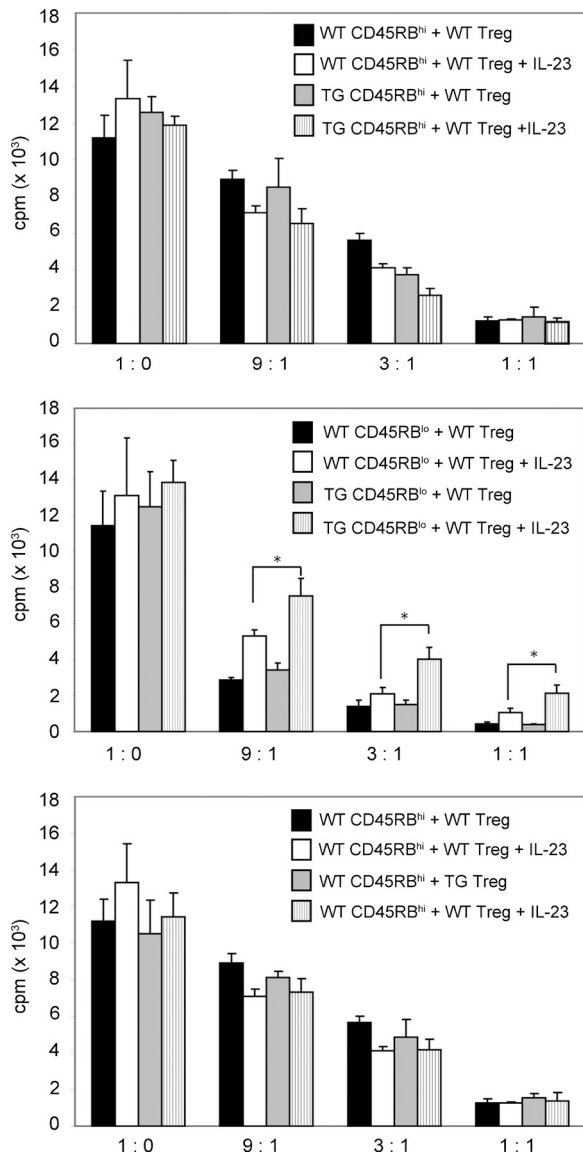 18
16
14
12
10
8
6
4
2
0
cpm (x 10³)
WT CD45RBʰⁱ + WT Treg
WT CD45RBʰⁱ + WT Treg + IL-23
TG CD45RBʰⁱ + WT Treg
TG CD45RBʰⁱ + WT Treg +IL-23
1 : 0 9 : 1 3 : 1 1 : 1
18
16
14
12
10
8
6
4
2
0
cpm (x 10³)
WT CD45RBˡᵒ + WT Treg
WT CD45RBˡᵒ + WT Treg + IL-23
TG CD45RBˡᵒ + WT Treg
TG CD45RBˡᵒ + WT Treg + IL-23
* * *
1 : 0 9 : 1 3 : 1 1 : 1
18
16
14
12
10
8
6
4
2
0
cpm (x 10³)
WT CD45RBʰⁱ + WT Treg
WT CD45RBʰⁱ + WT Treg + IL-23
WT CD45RBʰⁱ + TG Treg
WT CD45RBʰⁱ + WT Treg + IL-23
1 : 0 9 : 1 3 : 1 1 : 1